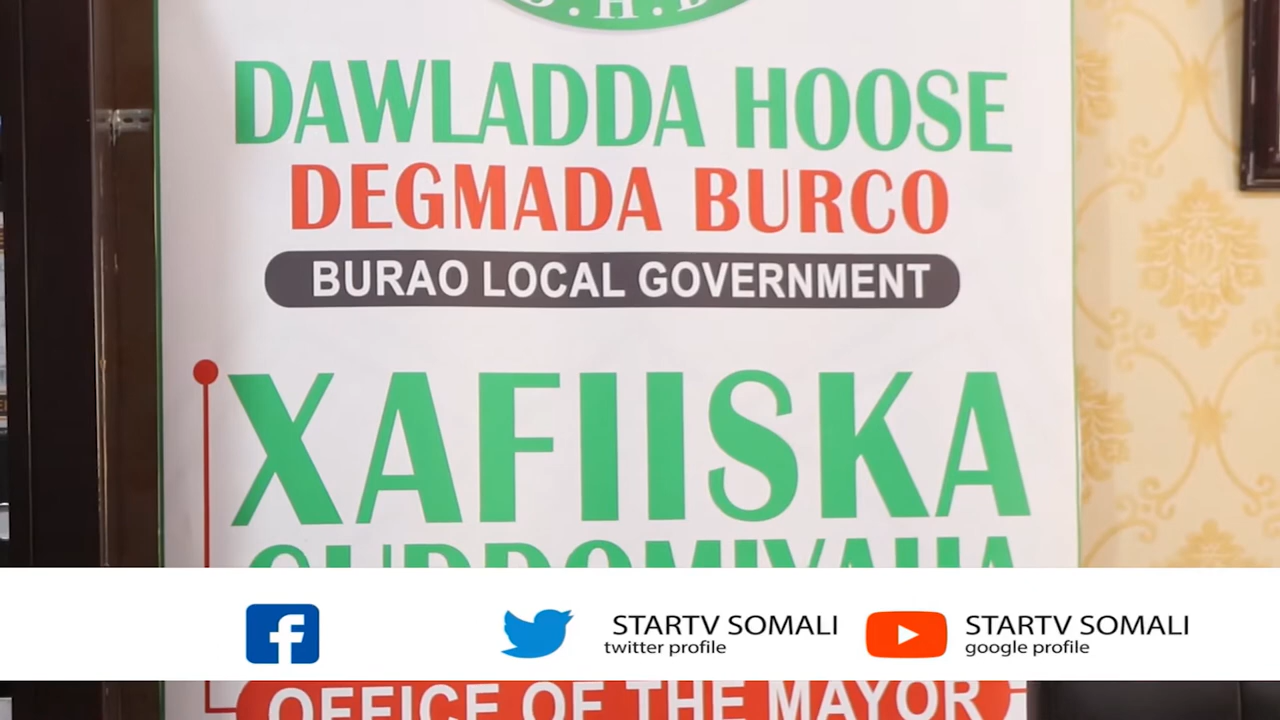 DAWLADDA HOOSE
DEGMADA BURCO
BURAO LOCAL GOVERNMENT
XAFIISKA
STARTV SOMALI
twitter profile
STARTV SOMALI
google profile
OFFICE OF THE MAYOR